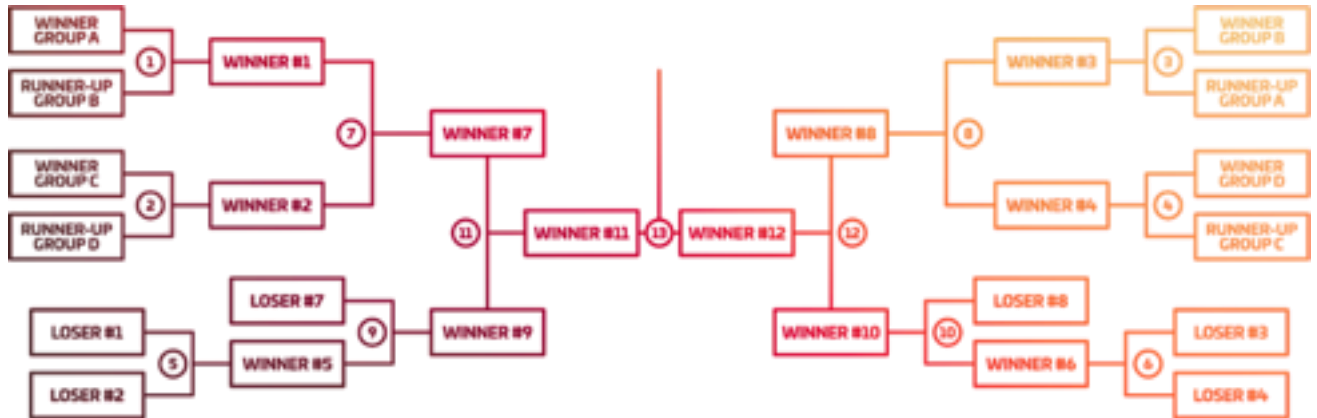 WINNER
GROUP A
1
RUNNER-UP
GROUP B
WINNER #1
7
WINNER
GROUP C
2
RUNNER-UP
GROUP D
WINNER #2
WINNER #7
11
WINNER #11
13
WINNER #12
LOSER #1
5
LOSER #2
LOSER #7
9
WINNER #5
WINNER #9
WINNER #8
12
WINNER #10
8
WINNER #3
3
WINNER
GROUP B
RUNNER-UP
GROUP A
WINNER #4
4
WINNER
GROUP D
RUNNER-UP
GROUP C
LOSER #8
10
WINNER #6
6
LOSER #3
LOSER #4